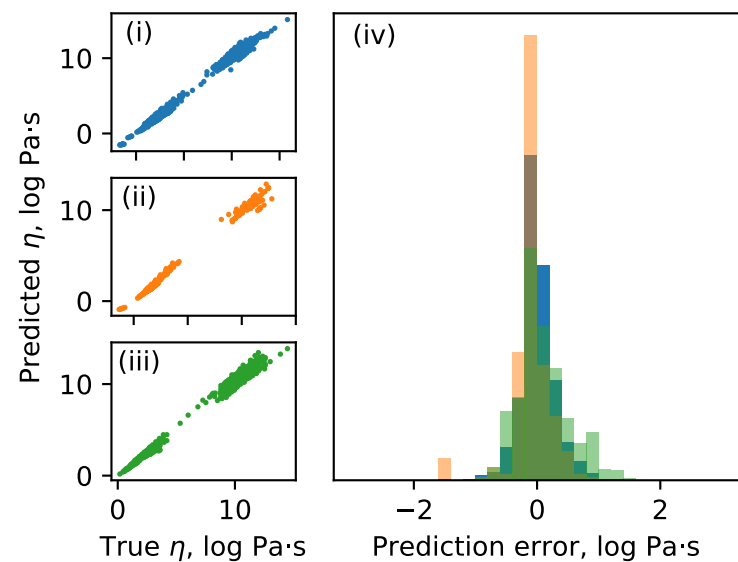 (i)
10
0
(ii)
10
0
(iii)
10
0
0 10
True η, log Pa·s
Predicted η, log Pa·s
(iv)
−2 0 2
Prediction error, log Pa·s